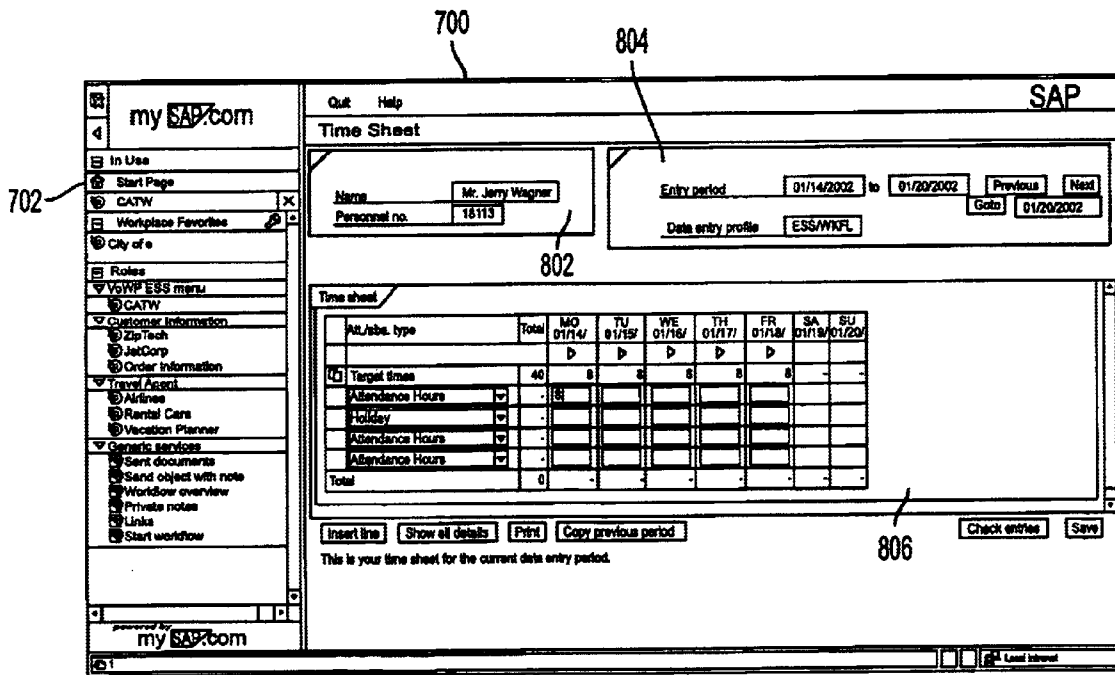 700
804
702
802
806
my SAP.com
In Use
Start Page
CATW
Workplace Favorites
City of e
Roles
VoWP ESS menu
CATW
Customer Information
ZipTech
JetCorp
Order Information
Travel Agent
Airlines
Rental Cars
Vacation Planner
Generic services
Sent documents
Send object with note
Workflow overview
Private notes
Links
Start workflow
powered by
my SAP.com
1
Quit Help
SAP
Time Sheet
Name Mr. Jerry Wagner
Personnel no. 18113
Entry period 01/14/2002 to 01/20/2002 Previous Next
Goto 01/20/2002
Data entry profile ESS/WKFL
Time sheet
Att./abs. type Total MO TU WE TH FR SA SU
01/14/ 01/15/ 01/16/ 01/17/ 01/18/ 01/19/ 01/20/
Target times 40 8 8 8 8 8 - -
Attendance Hours - 8
Holiday -
Attendance Hours -
Attendance Hours -
Total 0 - - - - - - -
Insert line Show all details Print Copy previous period Check entries Save
This is your time sheet for the current data entry period.
Local intranet